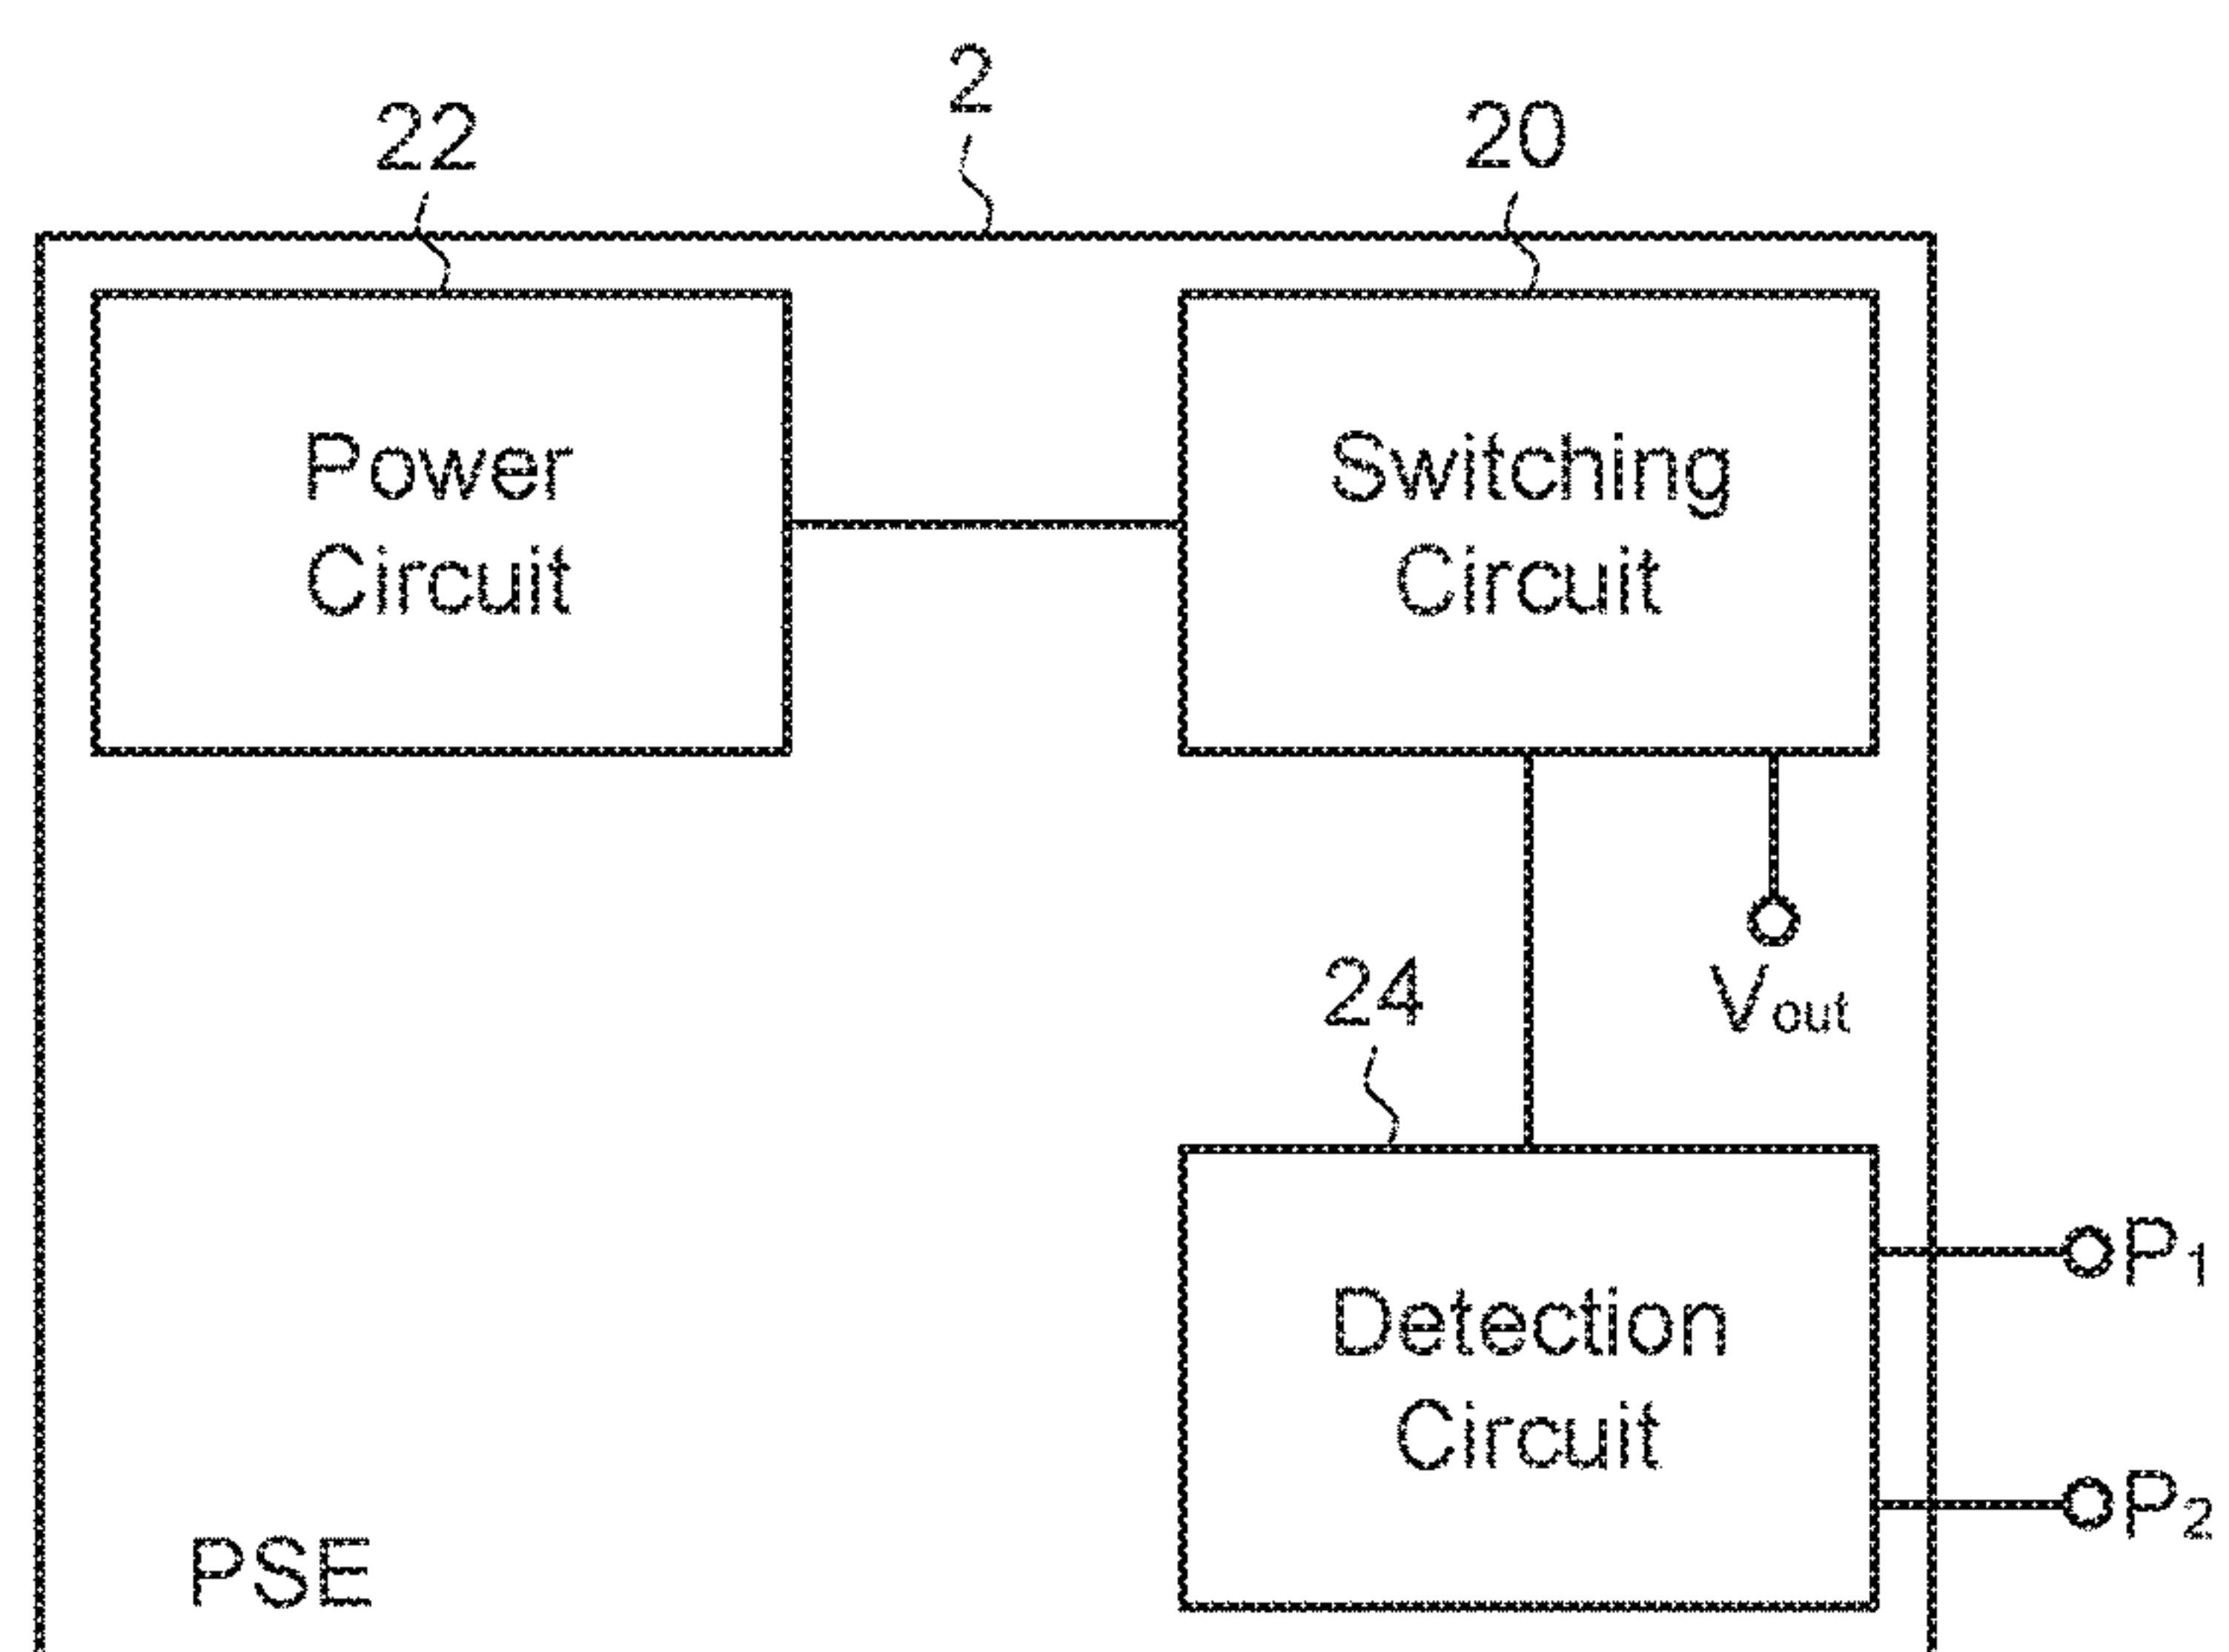 2
22
20
Power
Circuit
Switching
Circuit
Vout
24
Detection
Circuit
P1
P2
PSE